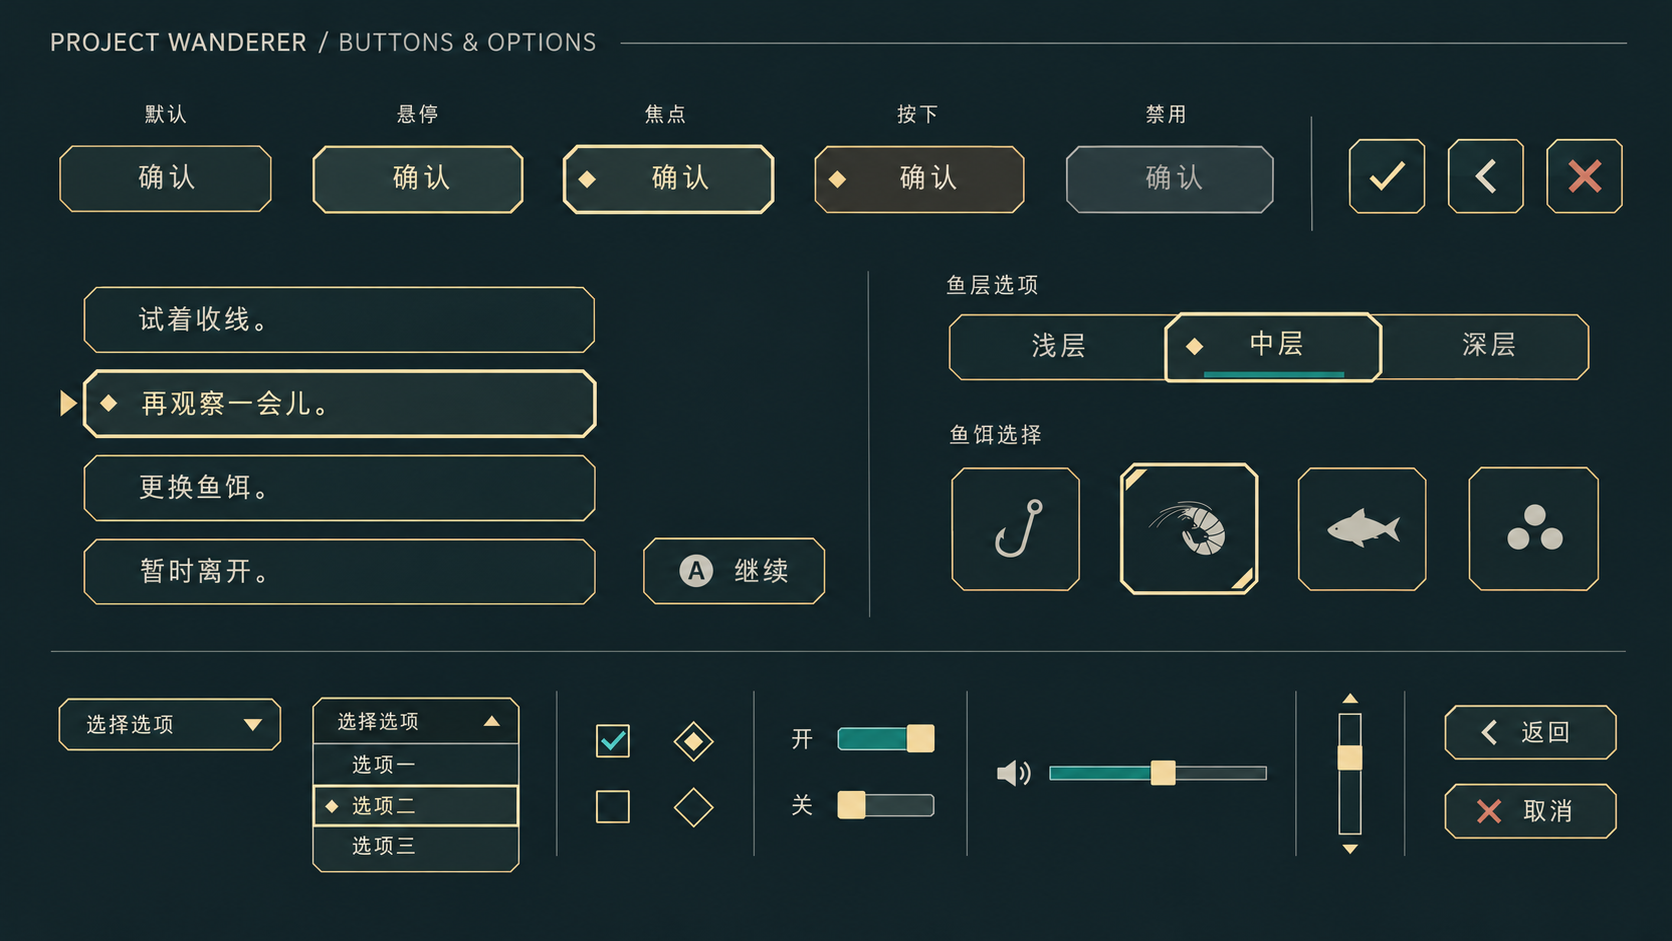 PROJECT WANDERER / BUTTONS & OPTIONS
默认
悬停
焦点
按下
禁用
确认
确认
确认
确认
确认
试着收线。
再观察一会儿。
更换鱼饵。
暂时离开。
A 继续
鱼层选项
浅层
中层
深层
鱼饵选择
选择选项
选择选项
选项一
选项二
选项三
开
关
返回
取消